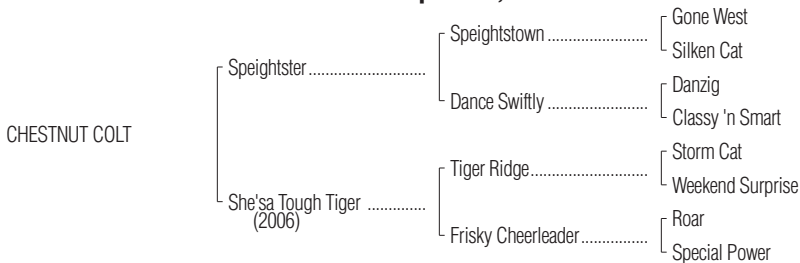 Gone West
Speightstown
Silken Cat
Speightster
Danzig
Dance Swiftly
Classy 'n Smart
CHESTNUT COLT
Storm Cat
Tiger Ridge
Weekend Surprise
She'sa Tough Tiger
(2006)
Roar
Frisky Cheerleader
Special Power